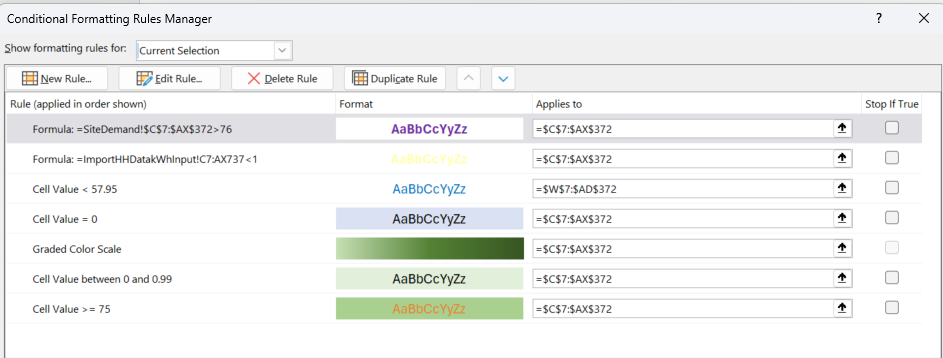 Conditional Formatting Rules Manager ? ×
Show formatting rules for: Current Selection
New Rule... Edit Rule... Delete Rule Duplicate Rule
Rule (applied in order shown) Format Applies to Stop If True
Formula: =SiteDemand!$C$7:$AX$372>76 AaBbCcYyZz =$C$7:$AX$372
Formula: =ImportHHDatakWhInput!C7:AX737<1 AaBbCcYyZz =$C$7:$AX$372
Cell Value < 57.95 AaBbCcYyZz =$W$7:$AD$372
Cell Value = 0 AaBbCcYyZz =$C$7:$AX$372
Graded Color Scale =$C$7:$AX$372
Cell Value between 0 and 0.99 AaBbCcYyZz =$C$7:$AX$372
Cell Value >= 75 AaBbCcYyZz =$C$7:$AX$372